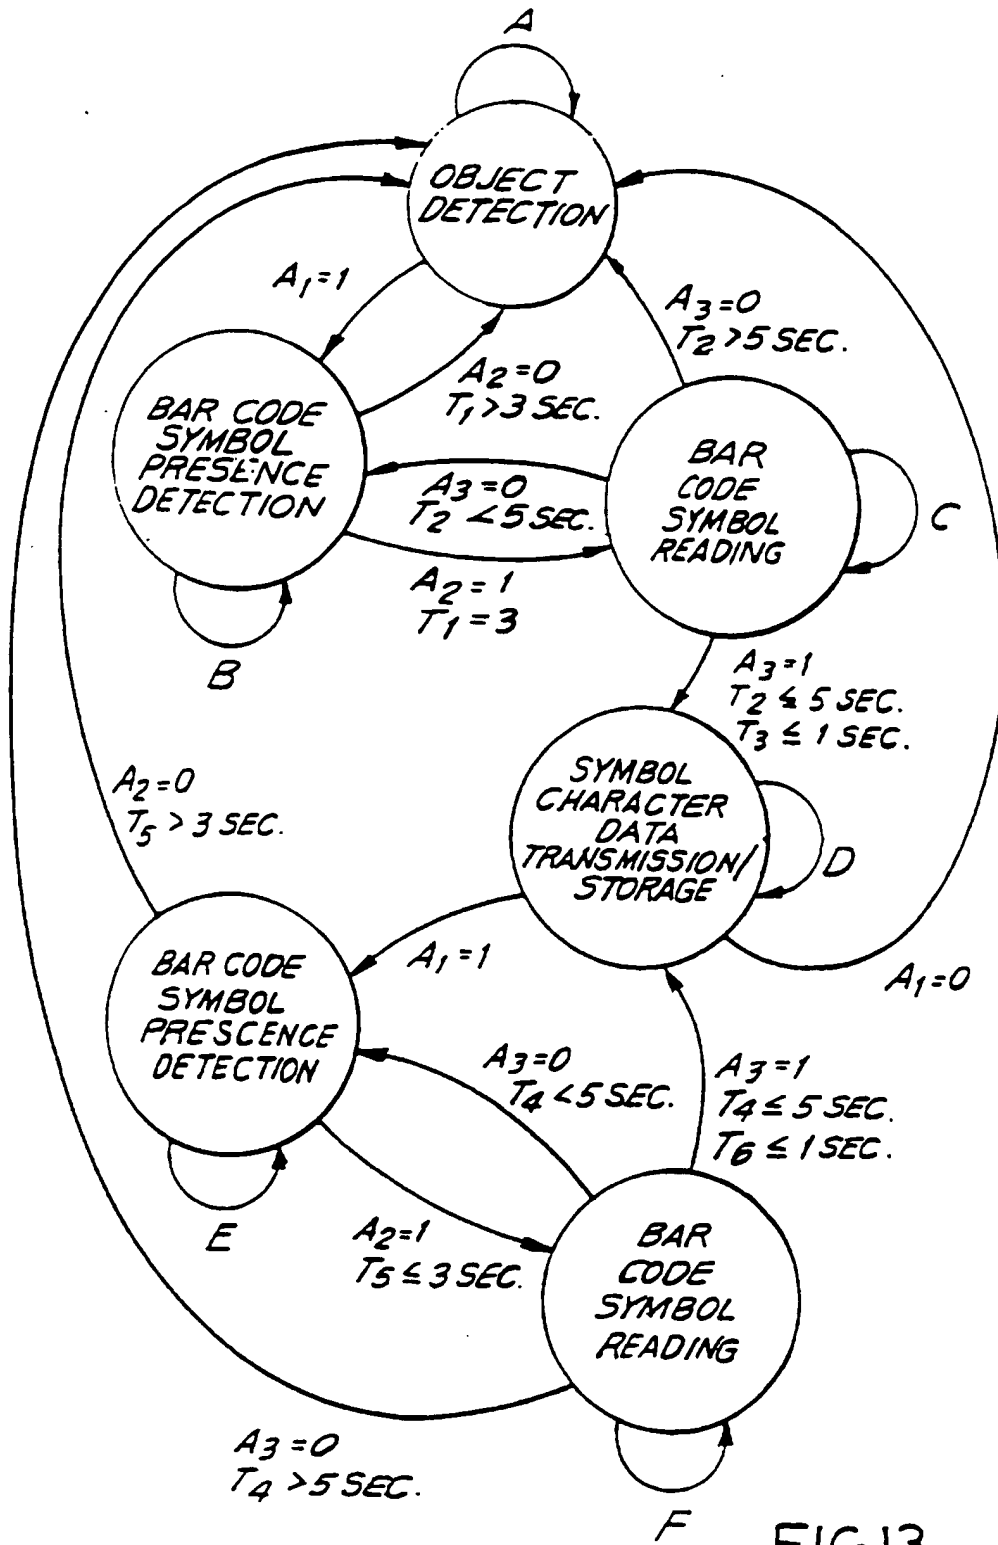 A
OBJECT
DETECTION
A1=1
A3=0
T2>5 SEC.
A2=0
T1>3 SEC.
BAR CODE
SYMBOL
PRESENCE
DETECTION
A3=0
T2<5 SEC.
BAR
CODE
SYMBOL
READING
C
A2=1
T1=3
B
A3=1
T2≤5 SEC.
T3≤1 SEC.
SYMBOL
CHARACTER
DATA
TRANSMISSION/
STORAGE
D
A2=0
T5>3 SEC.
A1=1
A1=0
BAR CODE
SYMBOL
PRESCENCE
DETECTION
A3=0
T4<5 SEC.
A3=1
T4≤5 SEC.
T6≤1 SEC.
E
A2=1
T5≤3 SEC.
BAR
CODE
SYMBOL
READING
A3=0
T4>5 SEC.
F
FIG.13